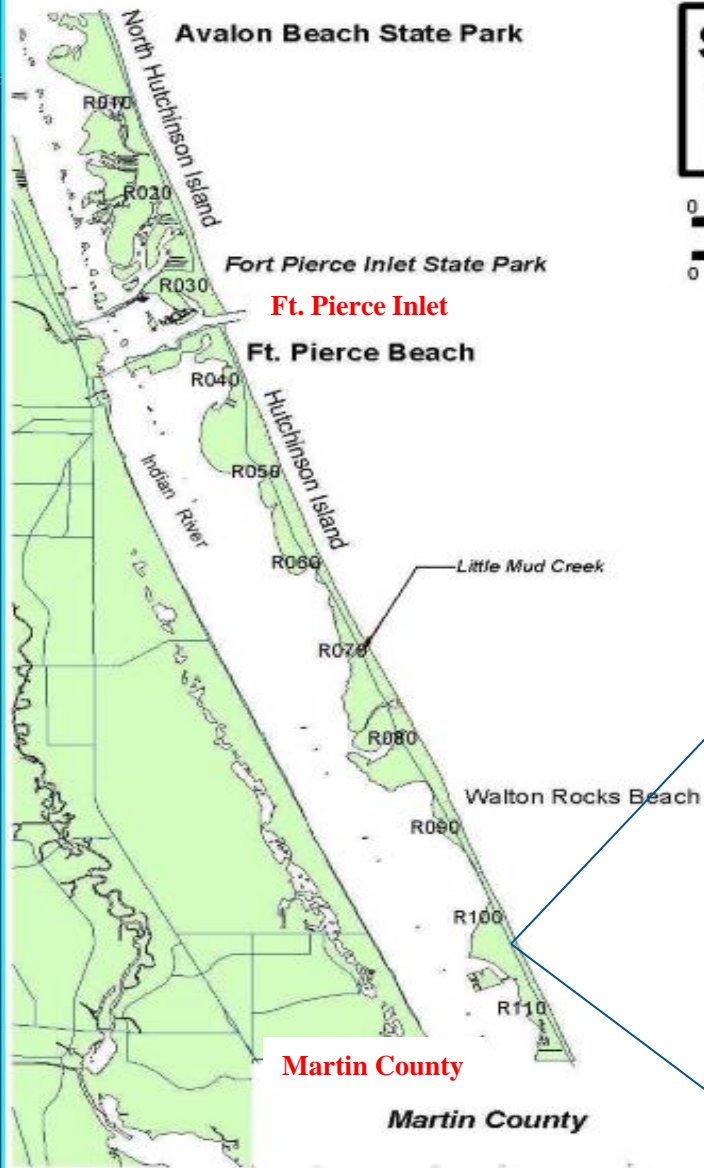 Avalon Beach State Park
North Hutchinson Island
R010
R020
Fort Pierce Inlet State Park
R030
Ft. Pierce Inlet
Ft. Pierce Beach
R040
Hutchinson Island
Indian River
R050
R060
Little Mud Creek
R070
R080
Walton Rocks Beach
R090
R100
R110
Martin County
Martin County
S
0
0